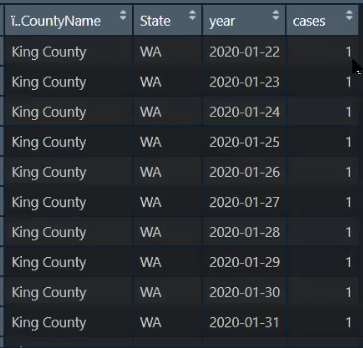 ï..CountyName State year cases
King County WA 2020-01-22 1
King County WA 2020-01-23 1
King County WA 2020-01-24 1
King County WA 2020-01-25 1
King County WA 2020-01-26 1
King County WA 2020-01-27 1
King County WA 2020-01-28 1
King County WA 2020-01-29 1
King County WA 2020-01-30 1
King County WA 2020-01-31 1